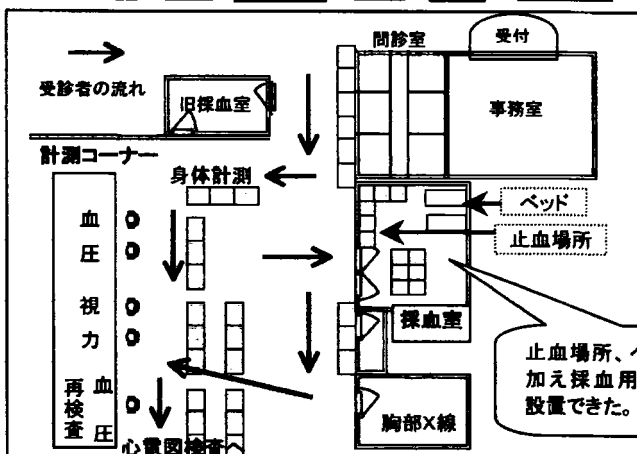 問診室
受付
受診者の流れ
旧採血室
事務室
計測コーナー
身体計測
ベッド
止血場所
血圧
視力
採血室
再検査
血圧
胸部X線
心電図検査へ
止血場所、ベ
加え採血用
設置できた。